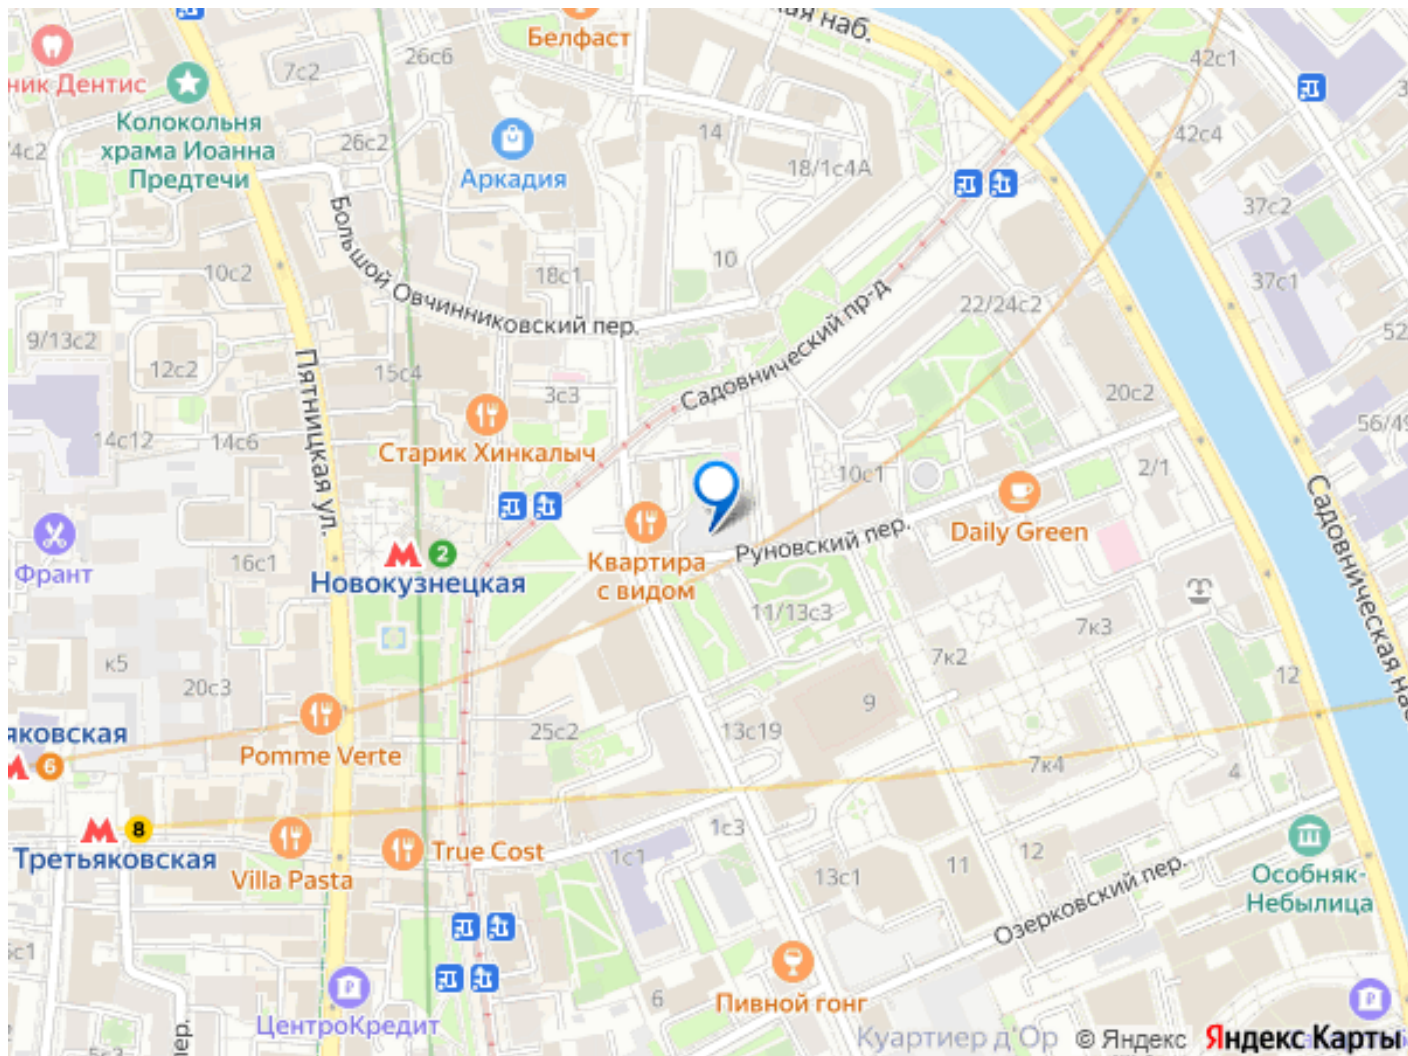 ая наб.
Белфаст
26с6
42с1
7с2
ник Дентис
Колокольня
храма Иоанна
Предтечи
/4с2
26с2
14
42с4
18/1с4А
Аркадия
37с2
Большой Овчинниковский пер.
10с2
18с1
10
37с1
22/24с2
Садовнический пр-д
9/13с2
12с2
15с4
52
Пятницкая ул.
3с3
20с2
14с12
14с6
Старик Хинкалыч
56/49
10с1
2/1
Садовническая наб
Daily Green
Руновский пер.
Франт
16с1
М 2
Новокузнецкая
Квартира
с видом
11/13с3
7к3
к5
7к2
20с3
12
9
яковская
М 6
25с2
13с19
Pomme Verte
7к4
4
М 8
Третьяковская
1с3
Villa Pasta
True Cost
1с1
12
11
13с1
Особняк-
Небылица
Озерковский пер.
с1
6
Пивной гонг
ЦентроКредит
пер.
Куартиер д'Ор
© Яндекс
Яндекс Карты